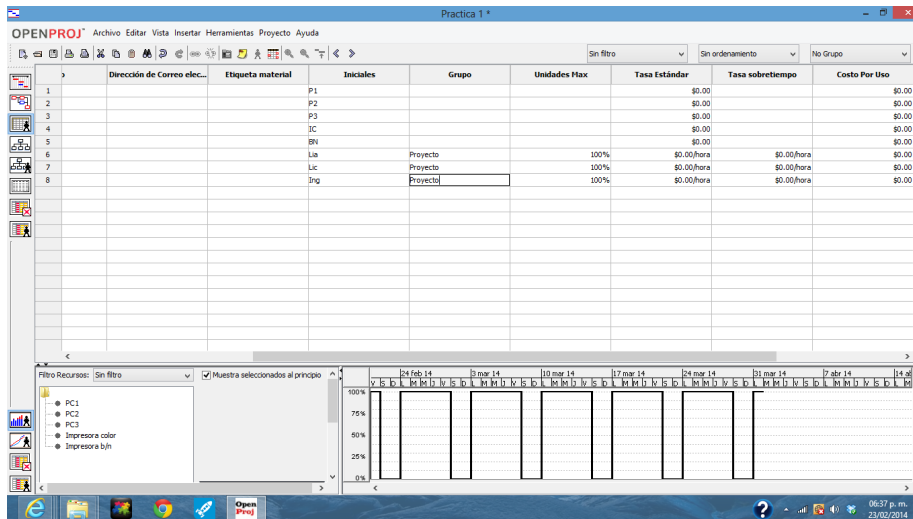 Practica 1 *
OPENPROJ Archivo Editar Vista Insertar Herramientas Proyecto Ayuda
Sin filtro Sin ordenamiento No Grupo
o Dirección de Correo elec... Etiqueta material Iniciales Grupo Unidades Max Tasa Estándar Tasa sobretiempo Costo Por Uso
1 P1 $0.00 $0.00
2 P2 $0.00 $0.00
3 P3 $0.00 $0.00
4 IC $0.00 $0.00
5 BN $0.00 $0.00
6 Lia Proyecto 100% $0.00/hora $0.00/hora $0.00
7 Lic Proyecto 100% $0.00/hora $0.00/hora $0.00
8 Ing Proyecto 100% $0.00/hora $0.00/hora $0.00
Filtro Recursos: Sin filtro Muestra seleccionados al principio
PC1
PC2
PC3
Impresora color
Impresora b/n
24 feb 14 3 mar 14 10 mar 14 17 mar 14 24 mar 14 31 mar 14 7 abr 14 14 a
V S D L M M J V S D L M M J V S D L M M J V S D L M M J V S D L M M J V S D L M M J V S D L M M J V S D L M
100%
75%
50%
25%
0%
Open
Proj
06:37 p. m.
23/02/2014